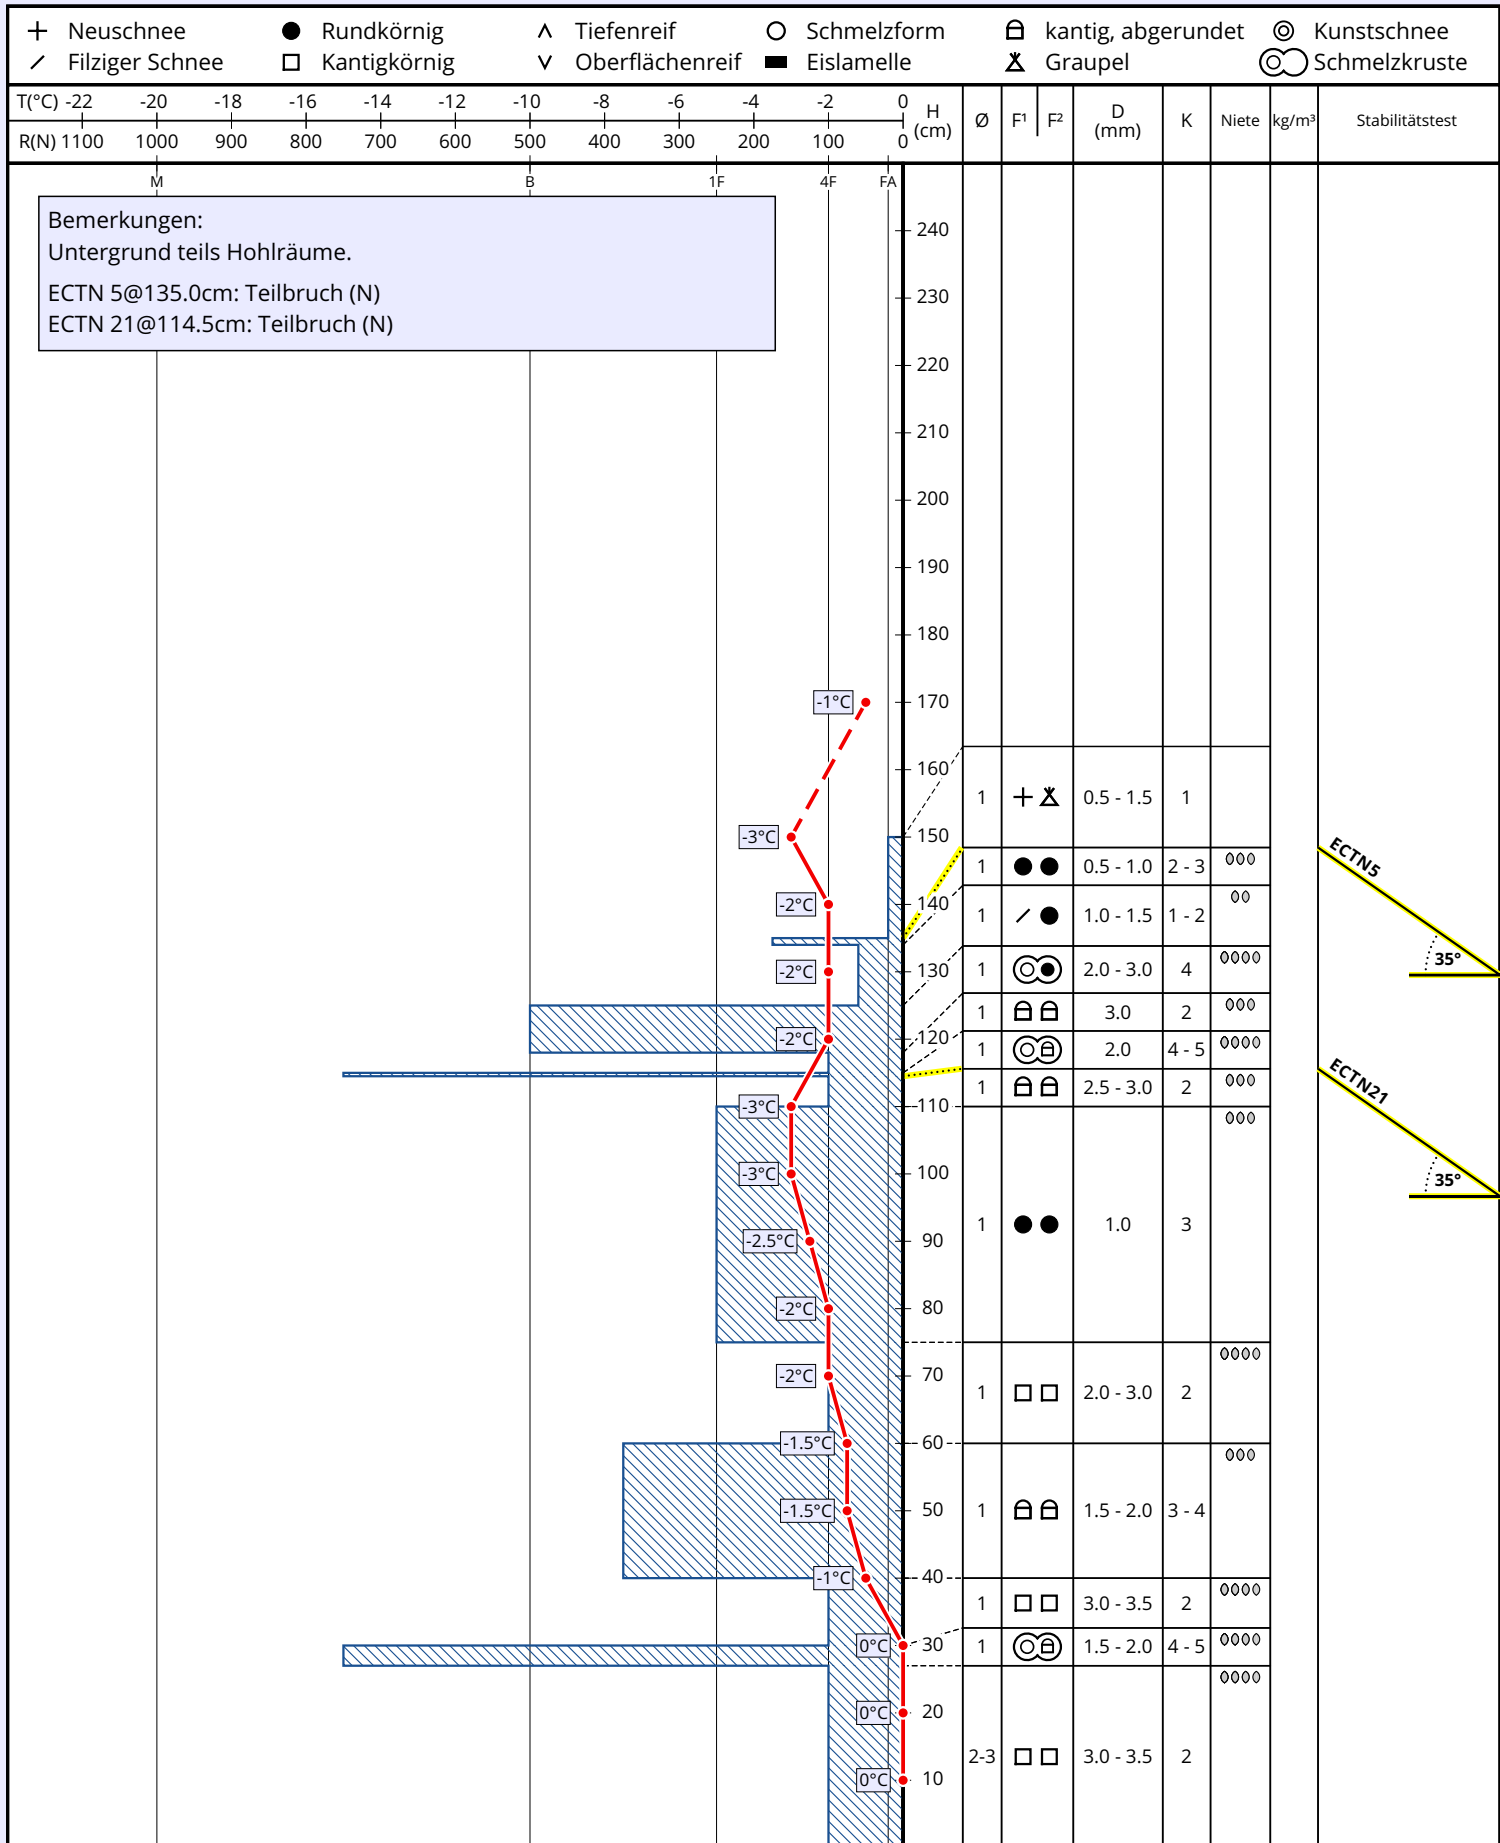 Neuschnee Rundkörnig Tiefenreif Schmelzform kantig, abgerundet Kunstschnee
Filziger Schnee Kantigkörnig Oberflächenreif Eislamelle Graupel Schmelzkruste
T(°C) -22 -20 -18 -16 -14 -12 -10 -8 -6 -4 -2 0
R(N) 1100 1000 900 800 700 600 500 400 300 200 100 0
H (cm) Ø F¹ F² D (mm) K Niete kg/m³ Stabilitätstest
M B 1F 4F FA
Bemerkungen:
Untergrund teils Hohlräume.
ECTN 5@135.0cm: Teilbruch (N)
ECTN 21@114.5cm: Teilbruch (N)
240
230
220
210
200
190
180
-1°C 170
160
1 0.5 - 1.5 1
-3°C 150
ECTN5
1 0.5 - 1.0 2 - 3
-2°C 140
1 1.0 - 1.5 1 - 2
35°
-2°C 130
1 2.0 - 3.0 4
1 3.0 2
-2°C 120
1 2.0 4 - 5
ECTN21
1 2.5 - 3.0 2
-3°C 110
-3°C 100
35°
1 1.0 3
-2.5°C 90
-2°C 80
-2°C 70
1 2.0 - 3.0 2
-1.5°C 60
-1.5°C 50
1 1.5 - 2.0 3 - 4
-1°C 40
1 3.0 - 3.5 2
0°C 30
1 1.5 - 2.0 4 - 5
0°C 20
2-3 3.0 - 3.5 2
0°C 10